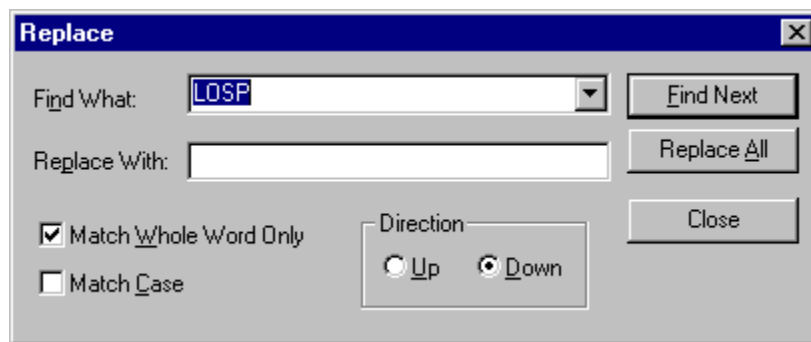 Replace
Find What: LOSP Find Next
Replace With: Replace All
Match Whole Word Only Direction Close
Match Case Up Down